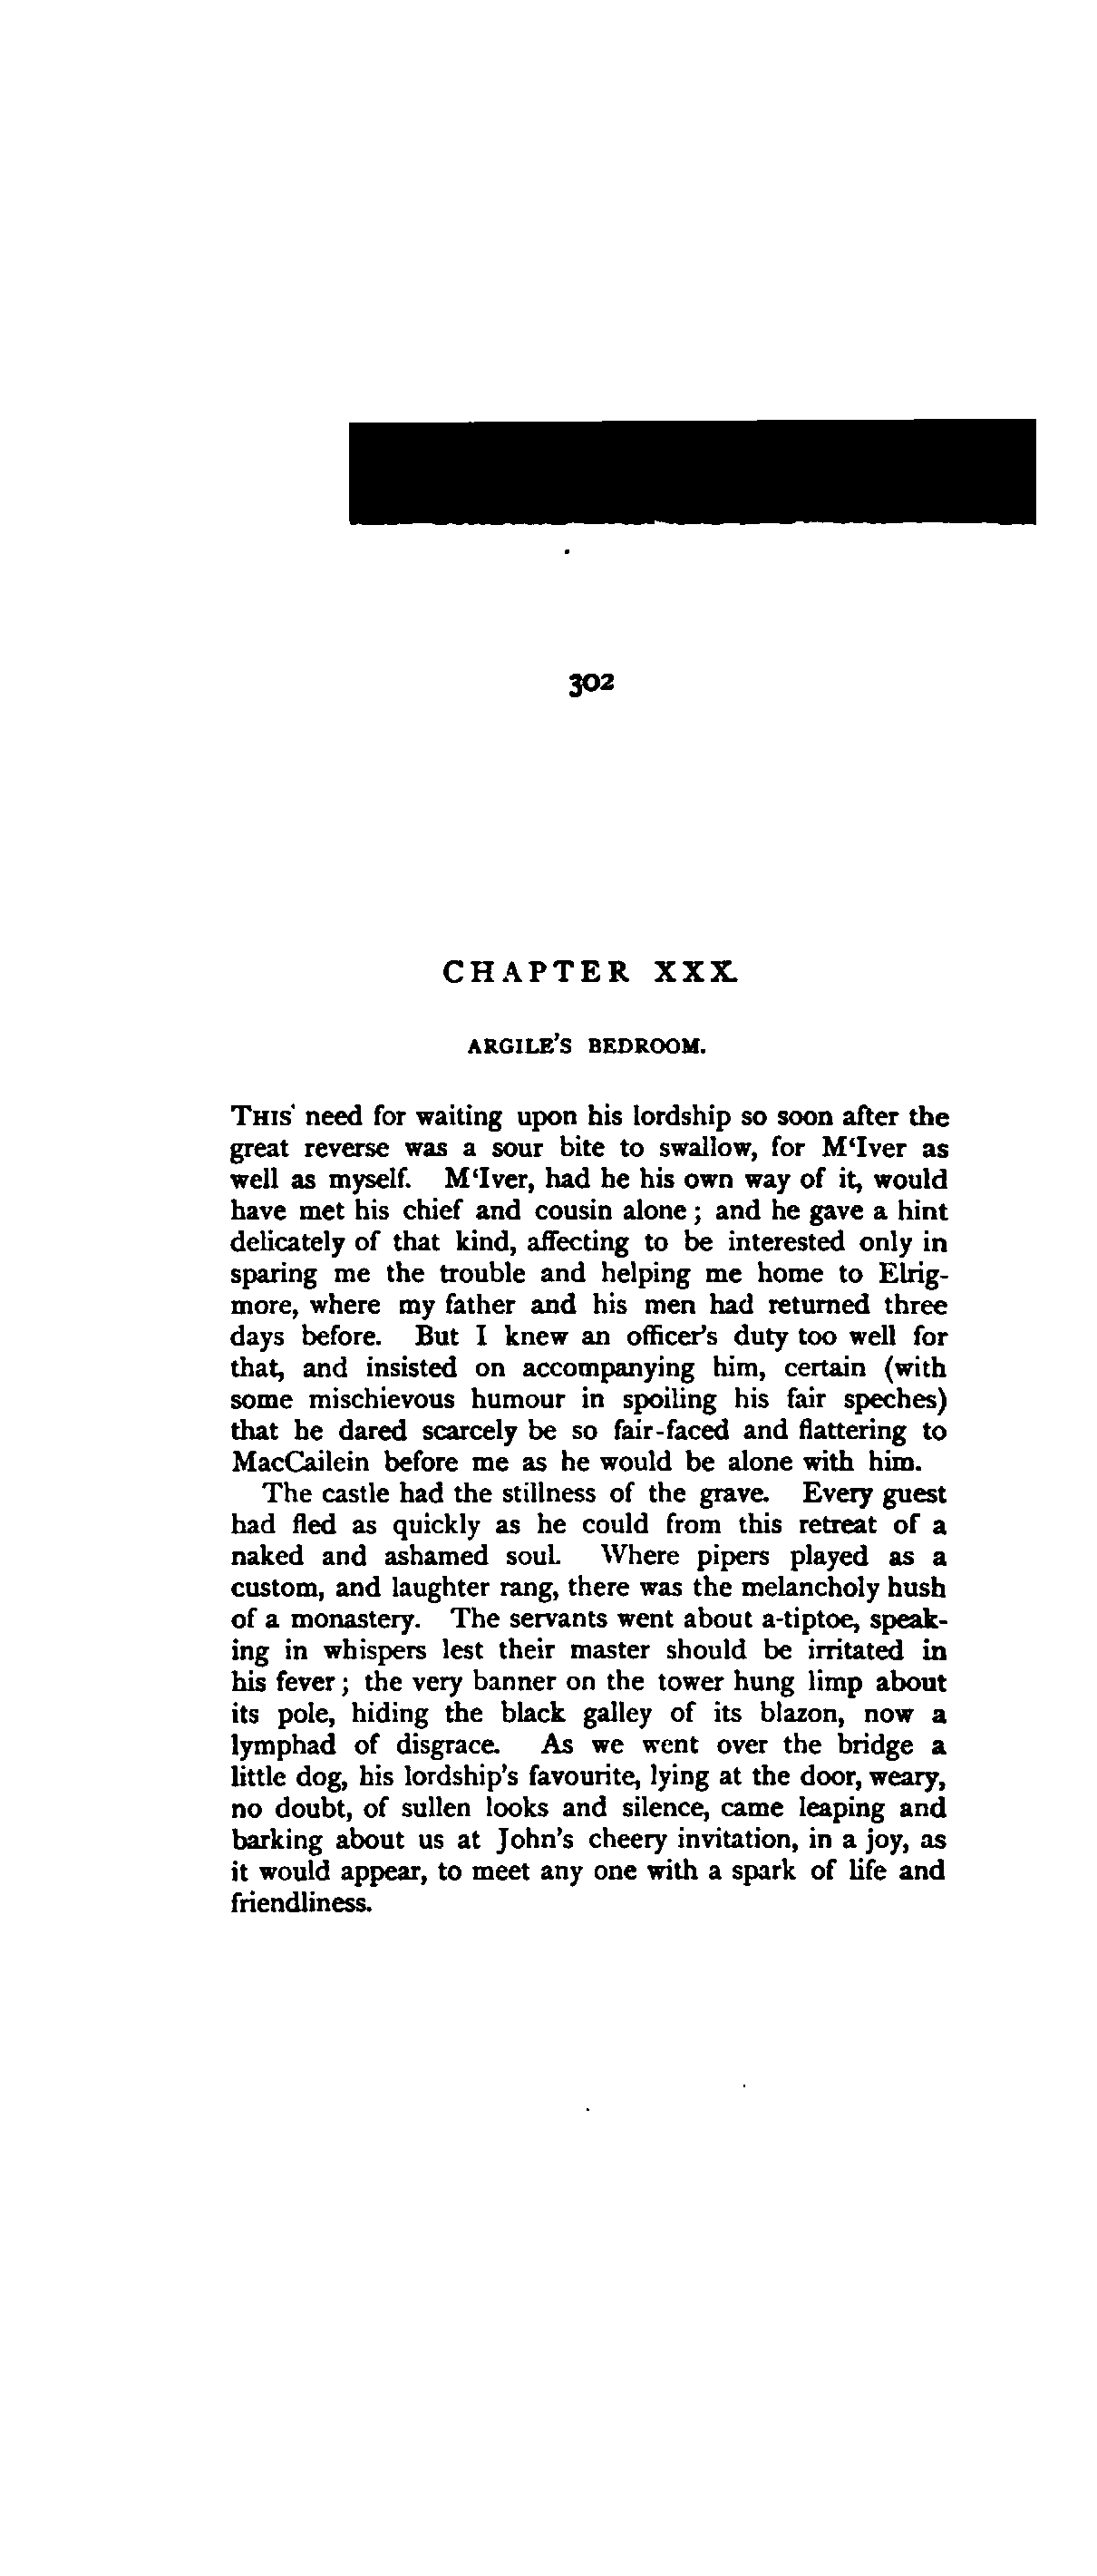 302
CHAPTER XXX.
ARGILE'S BEDROOM.
THIS need for waiting upon his lordship so soon after the
great reverse was a sour bite to swallow, for M'Iver as
well as myself. M'Iver, had he his own way of it, would
have met his chief and cousin alone; and he gave a hint
delicately of that kind, affecting to be interested only in
sparing me the trouble and helping me home to Elrig-
more, where my father and his men had returned three
days before. But I knew an officer's duty too well for
that, and insisted on accompanying him, certain (with
some mischievous humour in spoiling his fair speches)
that he dared scarcely be so fair-faced and flattering to
MacCailein before me as he would be alone with him.
The castle had the stillness of the grave. Every guest
had fled as quickly as he could from this retreat of a
naked and ashamed soul. Where pipers played as a
custom, and laughter rang, there was the melancholy hush
of a monastery. The servants went about a-tiptoe, speak-
ing in whispers lest their master should be irritated in
his fever; the very banner on the tower hung limp about
its pole, hiding the black galley of its blazon, now a
lymphad of disgrace. As we went over the bridge a
little dog, his lordship's favourite, lying at the door, weary,
no doubt, of sullen looks and silence, came leaping and
barking about us at John's cheery invitation, in a joy, as
it would appear, to meet any one with a spark of life and
friendliness.